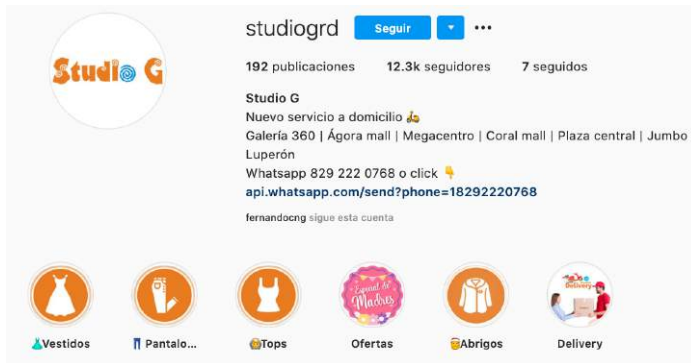 Studio G
studiogrd Seguir
192 publicaciones 12.3k seguidores 7 seguidos
Studio G
Nuevo servicio a domicilio 🛵
Galería 360 | Ágora mall | Megacentro | Coral mall | Plaza central | Jumbo
Luperón
Whatsapp 829 222 0768 o click 👇
api.whatsapp.com/send?phone=18292220768
fernandocng sigue esta cuenta
Especial de
Madres
Delivery
Vestidos Pantalo... Tops Ofertas Abrigos Delivery